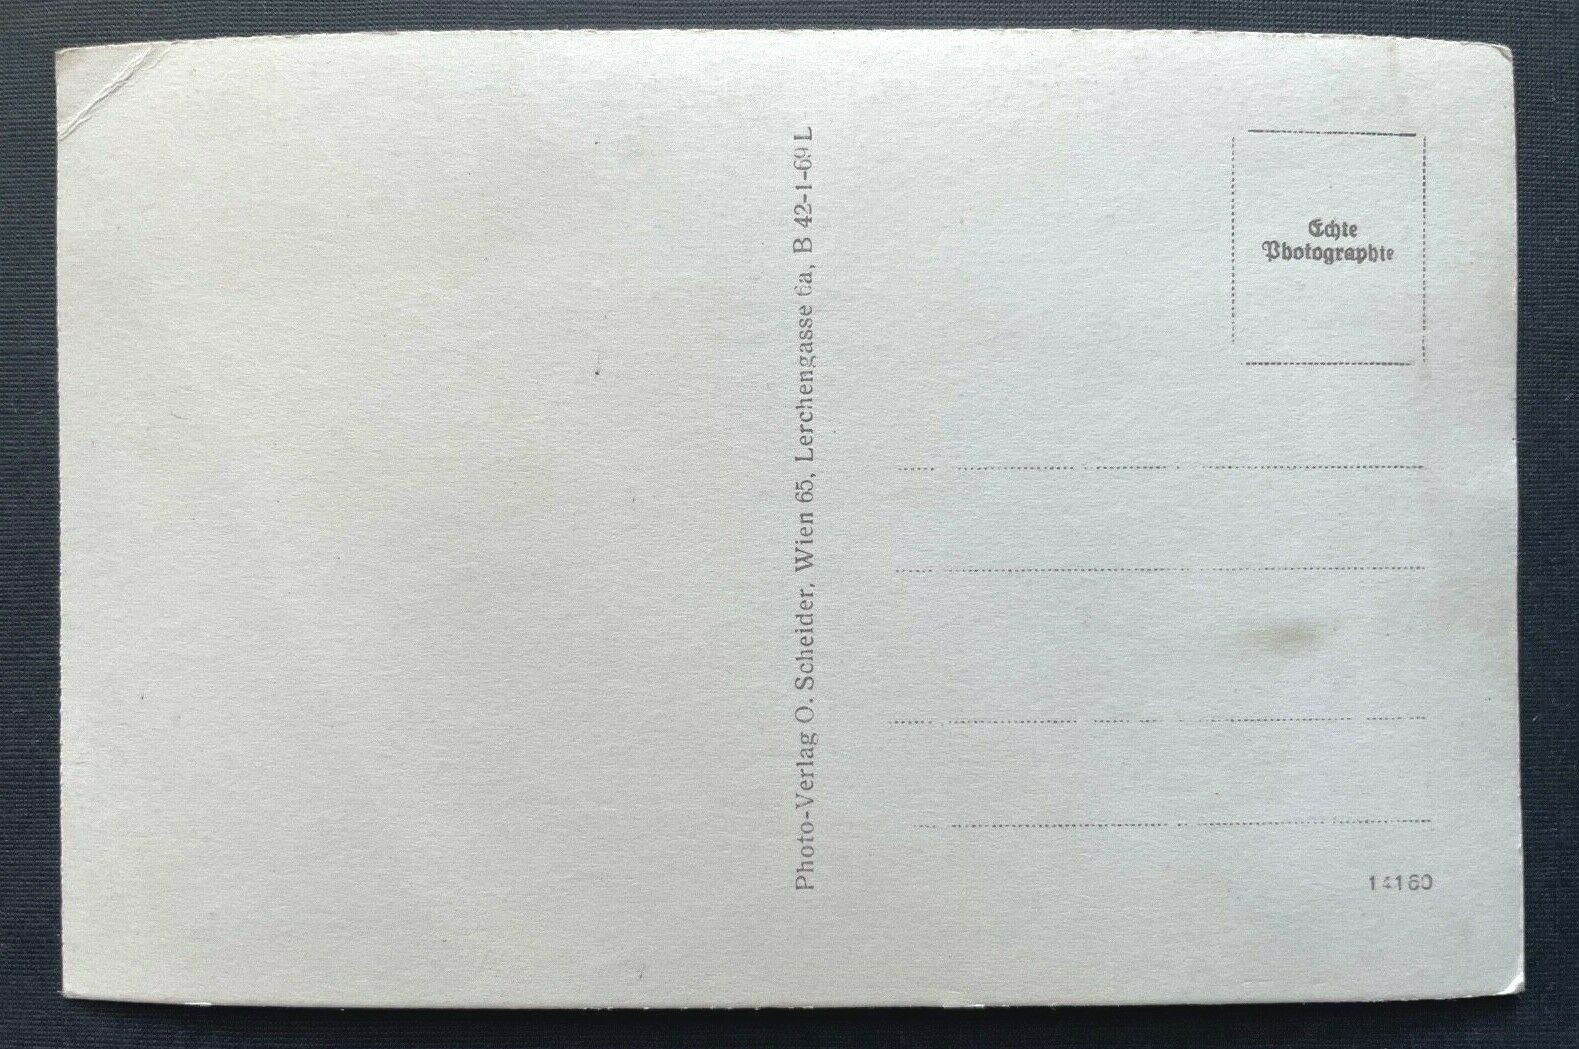 Photo-Verlag O. Scheider, Wien 65, Lerchengasse 6a, B 42-1-69 L
Echte
Photographie
14160